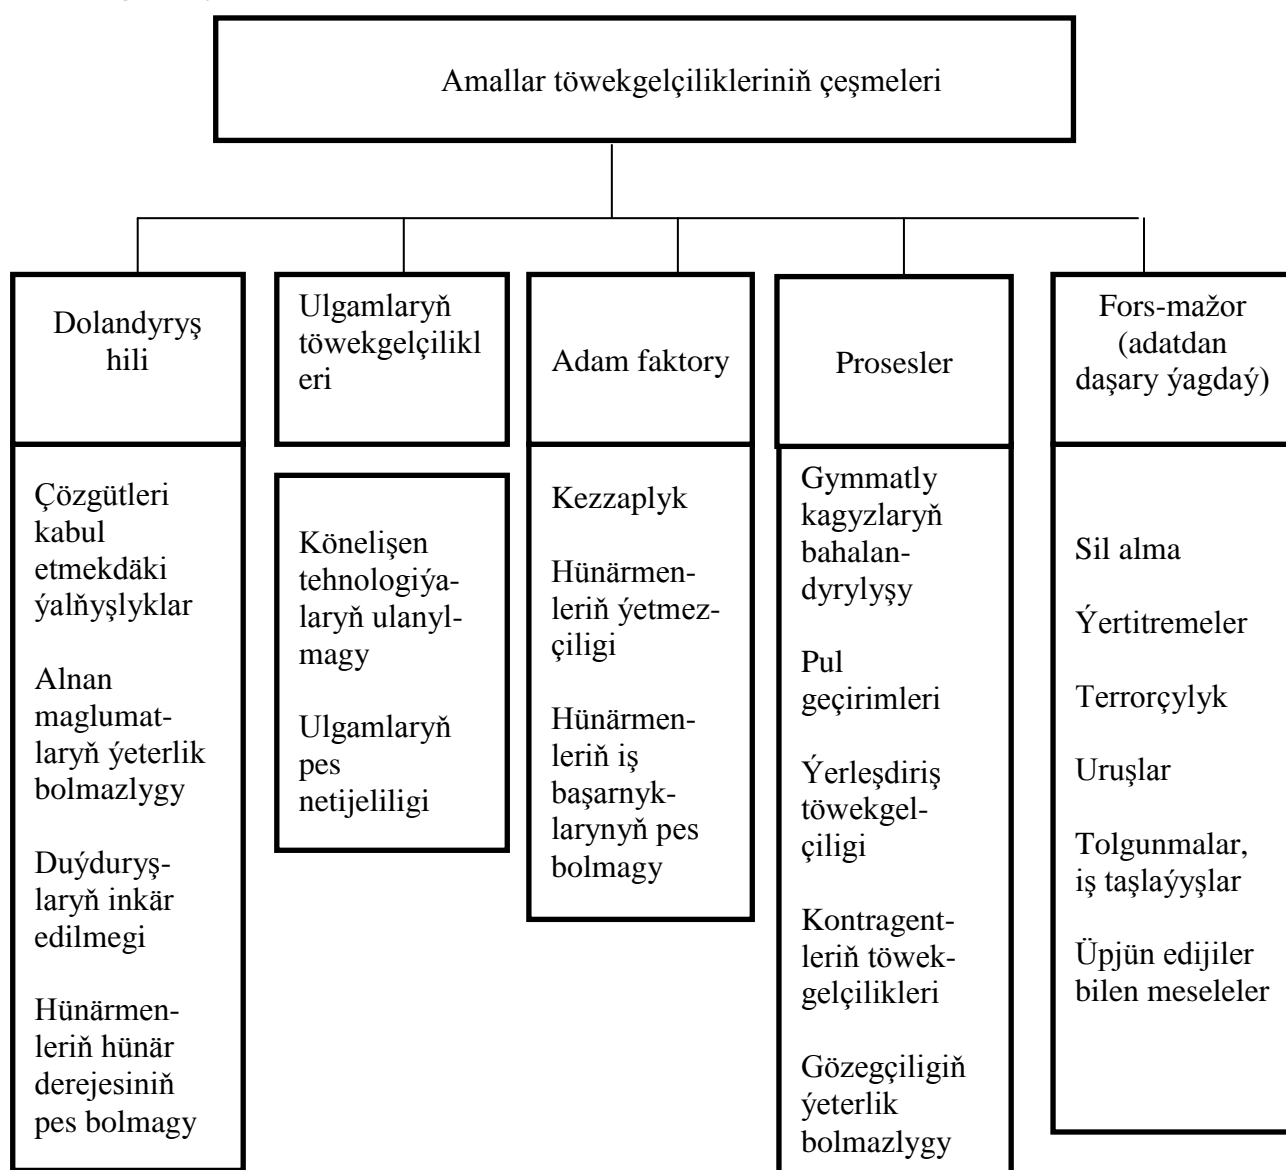 Amallar töwekgelçilikleriniň çeşmeleri
Dolandyryş
hili
Ulgamlaryň
töwekgelçilikl
eri
Adam faktory
Prosesler
Fors-mažor
(adatdan
daşary ýagdaý)
Çözgütleri
kabul
etmekdäki
ýalňyşlyklar
Alnan
maglumat-
laryň ýeterlik
bolmazlygy
Duýduryş-
laryň inkär
edilmegi
Hünärmen-
leriň hünär
derejesiniň
pes bolmagy
Könelişen
tehnologiýa-
laryň ulanyl-
magy
Ulgamlaryň
pes
netijeliligi
Kezzaplyk
Hünärmen-
leriň ýetmez-
çiligi
Hünärmen-
leriň iş
başarnyk-
larynyň pes
bolmagy
Gymmatly
kagyzlaryň
bahalan-
dyrylyşy
Pul
geçirimleri
Ýerleşdiriş
töwekgel-
çiligi
Kontragent-
leriň töwek-
gelçilikleri
Gözegçiligiň
ýeterlik
bolmazlygy
Sil alma
Ýertitremeler
Terrorçylyk
Uruşlar
Tolgunmalar,
iş taşlaýyşlar
Üpjün edijiler
bilen meseleler